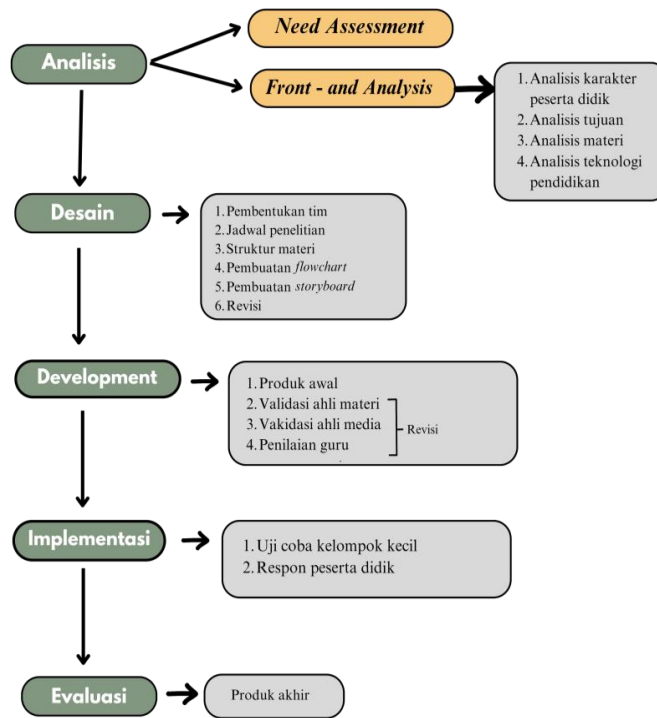 Analisis
Need Assessment
Front - and Analysis
1. Analisis karakter
peserta didik
2. Analisis tujuan
3. Analisis materi
4. Analisis teknologi
pendidikan
Desain
1. Pembentukan tim
2. Jadwal penelitian
3. Struktur materi
4. Pembuatan flowchart
5. Pembuatan storyboard
6. Revisi
Development
1. Produk awal
2. Validasi ahli materi
3. Vakidasi ahli media
4. Penilaian guru
Revisi
Implementasi
1. Uji coba kelompok kecil
2. Respon peserta didik
Evaluasi
Produk akhir